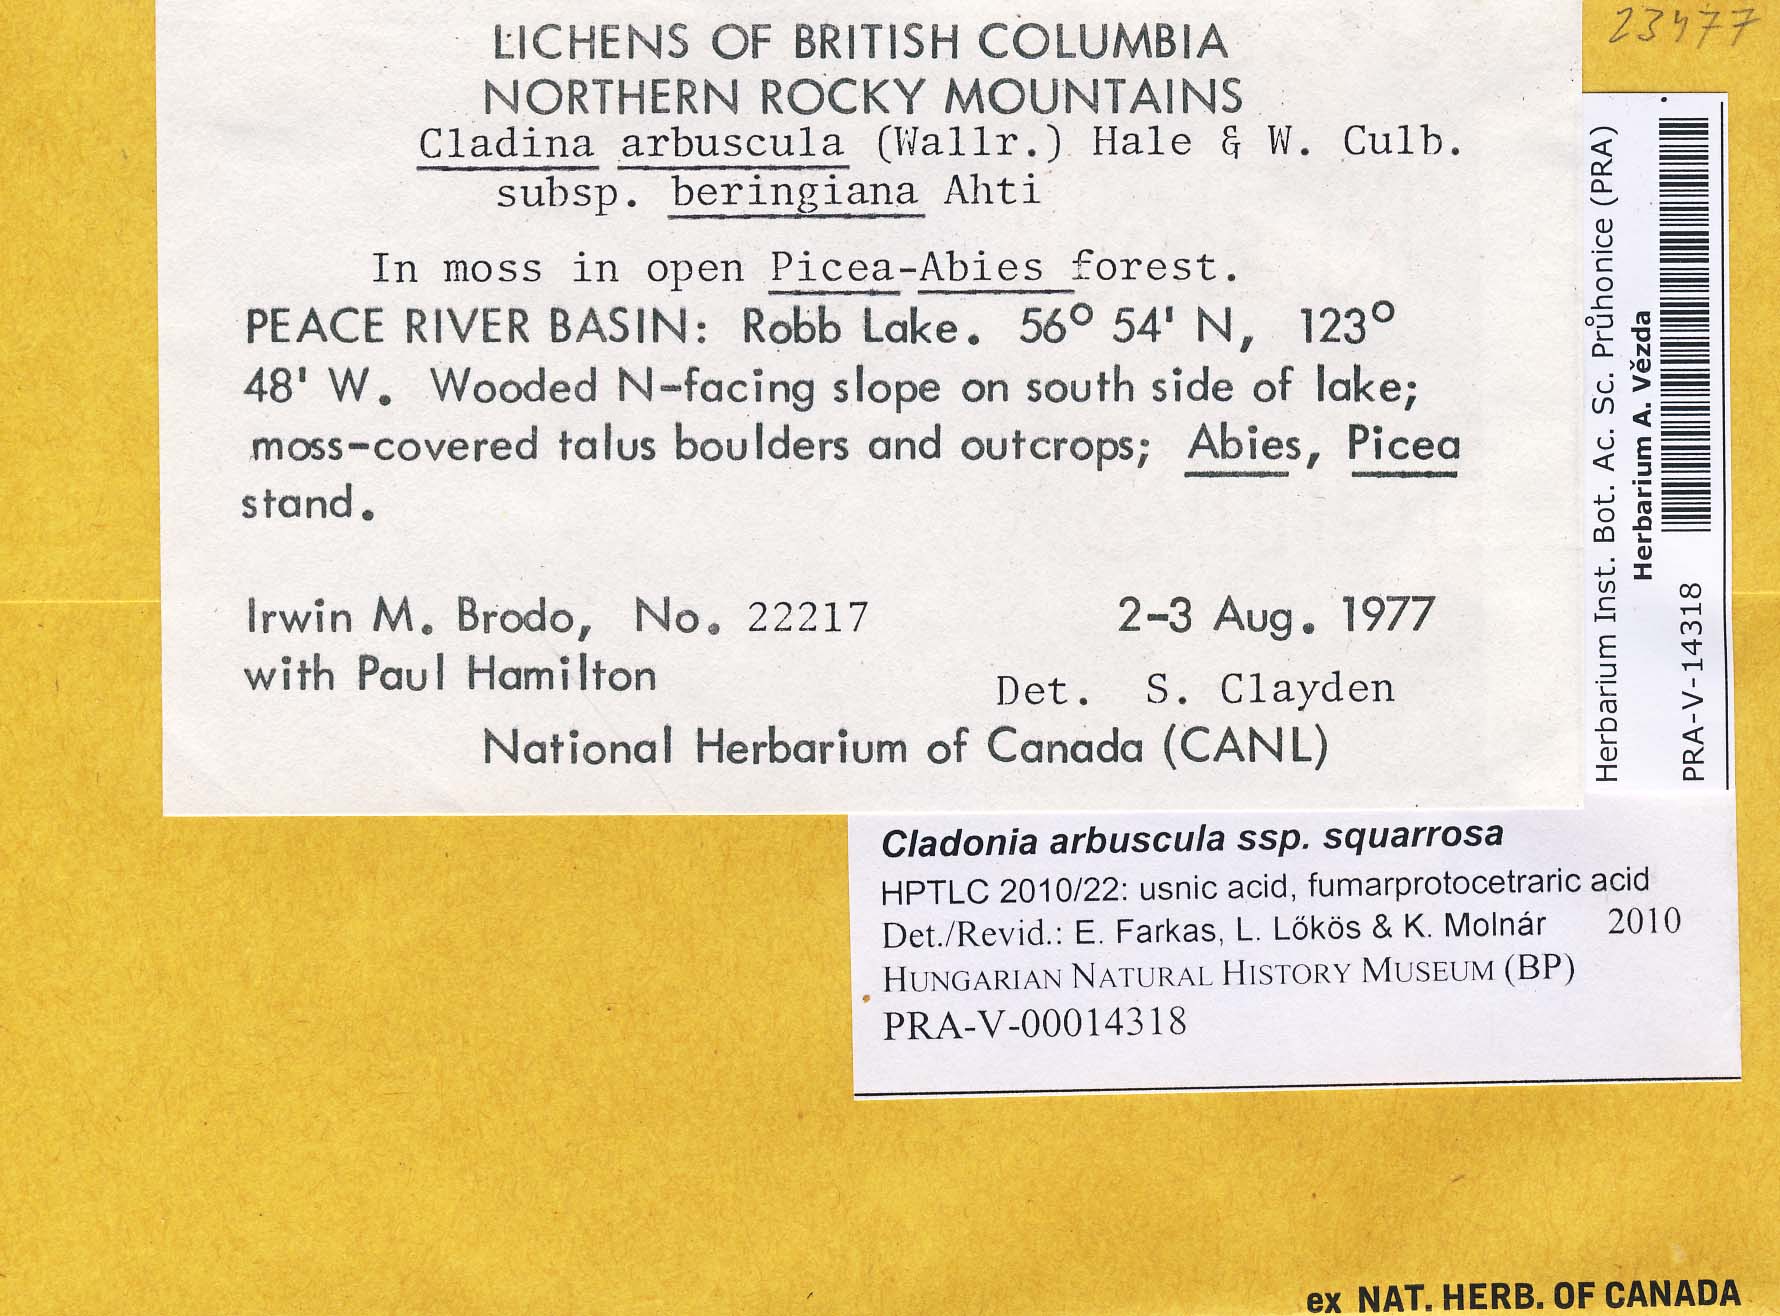 23477
LICHENS OF BRITISH COLUMBIA
NORTHERN ROCKY MOUNTAINS
Cladina arbuscula (Wallr.) Hale & W. Culb.
subsp. beringiana Ahti
In moss in open Picea-Abies forest.
PEACE RIVER BASIN: Robb Lake. 56° 54' N, 123°
48' W. Wooded N-facing slope on south side of lake;
moss-covered talus boulders and outcrops; Abies, Picea
stand.
Irwin M. Brodo, No. 22217 2-3 Aug. 1977
with Paul Hamilton
Det. S. Clayden
National Herbarium of Canada (CANL)
Herbarium Inst. Bot. Ac. Sc. Průhonice (PRA)
Herbarium A. Vězda
PRA-V-14318
Cladonia arbuscula ssp. squarrosa
HPTLC 2010/22: usnic acid, fumarprotocetraric acid
Det./Revid.: E. Farkas, L. Lőkös & K. Molnár 2010
HUNGARIAN NATURAL HISTORY MUSEUM (BP)
PRA-V-00014318
ex NAT. HERB. OF CANADA